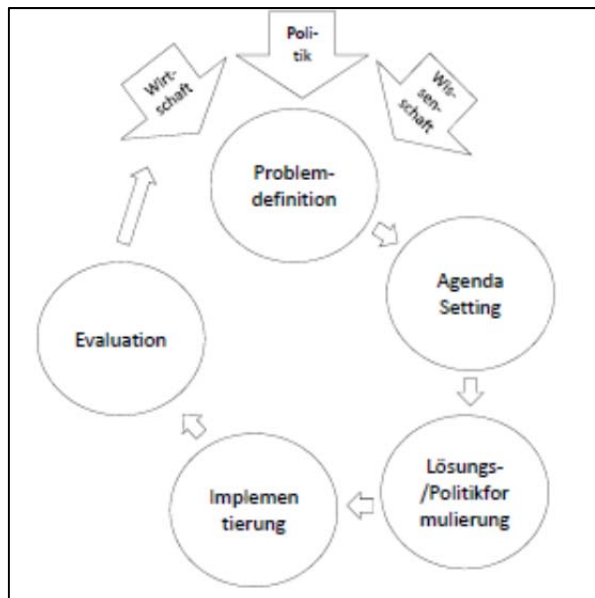 Poli-
tik
Wirt-
schaft
Wis-
sen-
schaft
Problem-
definition
Agenda
Setting
Evaluation
Lösungs-
/Politikfor
mulierung
Implemen
tierung